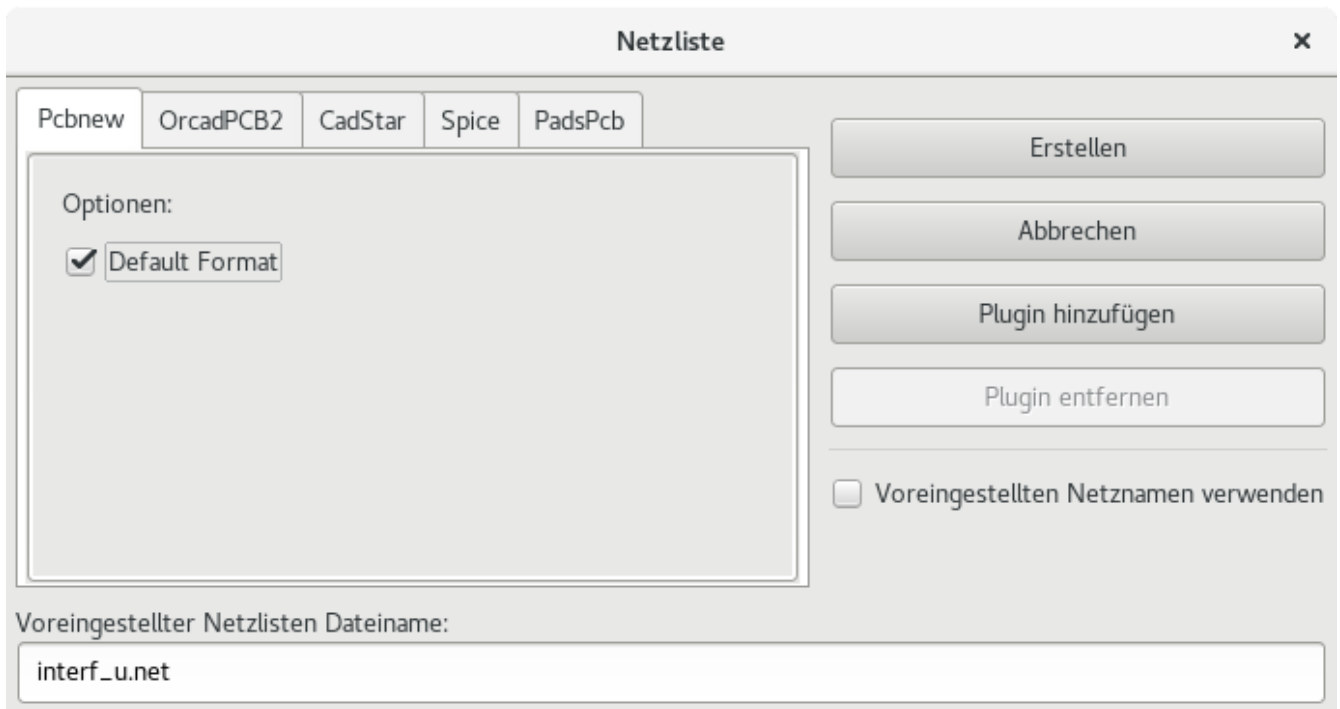 Netzliste
Pcbnew OrcadPCB2 CadStar Spice PadsPcb
Optionen:
Default Format
Erstellen
Abbrechen
Plugin hinzufügen
Plugin entfernen
Voreingestellten Netznamen verwenden
Voreingestellter Netzlisten Dateiname:
interf_u.net